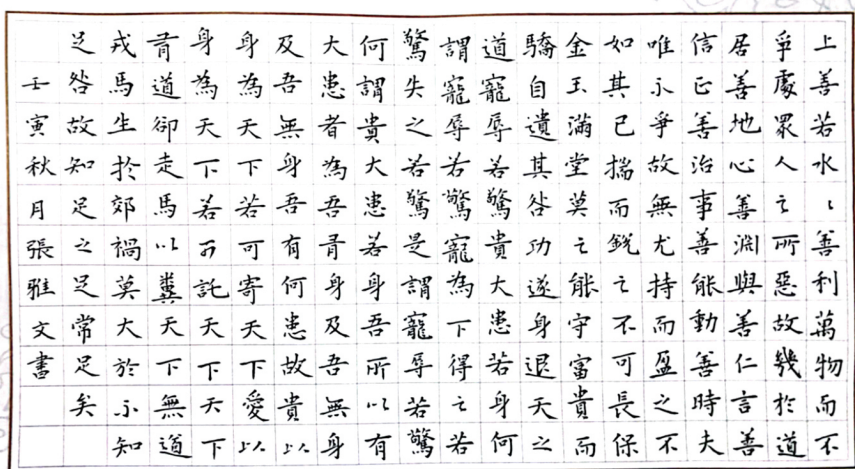 上善若水〻善利萬物而不
爭處眾人之所惡故幾於道
居善地心善淵與善仁言善
信正善治事善能動善時夫
唯不爭故無尤持而盈之不
如其已揣而銳之不可長保
金玉滿堂莫之能守富貴而
驕自遺其咎功遂身退天之
道寵辱若驚貴大患若身何
謂寵辱若驚寵為下得之若
驚失之若驚是謂寵辱若驚
何謂貴大患若身吾所以有
大患者為吾有身及吾無身
及吾無身吾有何患故貴以
身為天下若可寄天下愛以
身為天下若可託天下天下
有道卻走馬以糞天下無道
戎馬生於郊禍莫大於不知
足咎故知足之足常足矣
壬寅秋月張雅文書